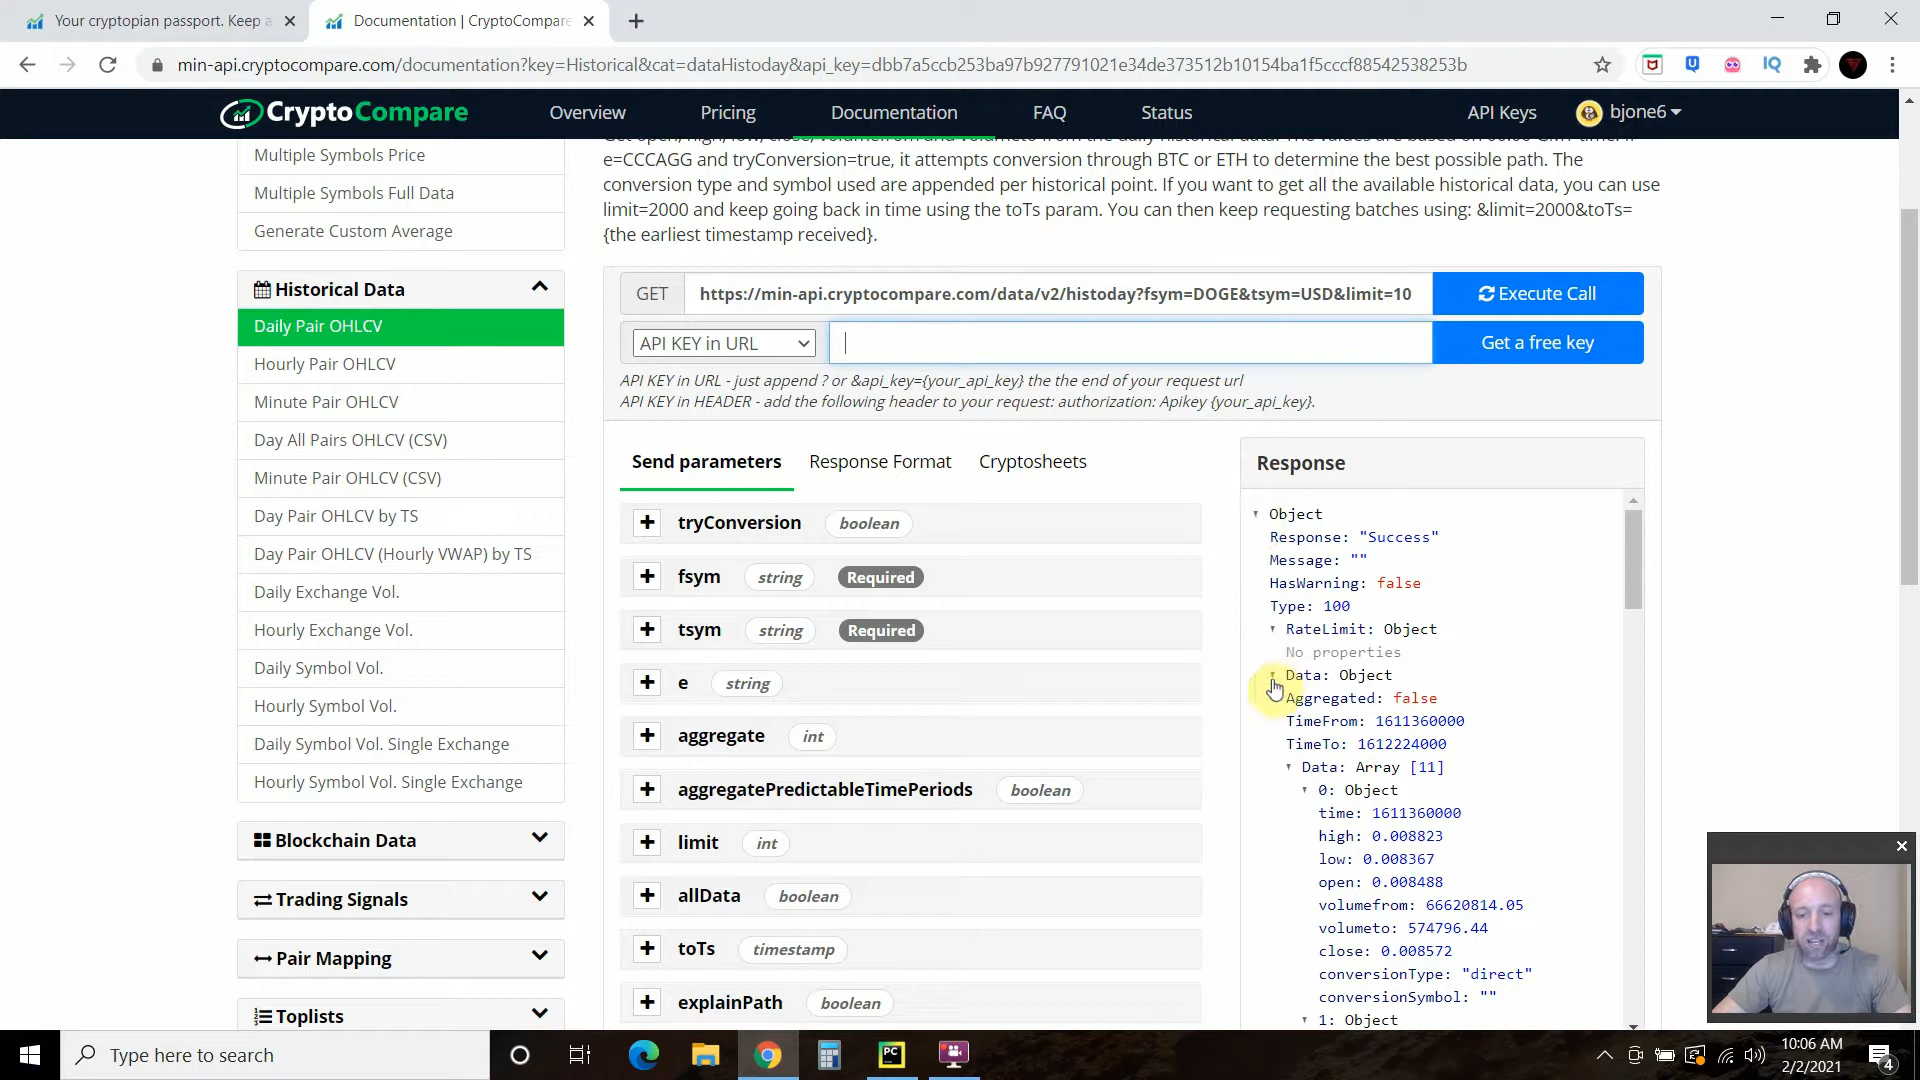 Your cryptopian passport. Keep a
Documentation | CryptoCompare
min-api.cryptocompare.com/documentation?key=Historical&cat=dataHistoday&api_key=dbb7a5ccb253ba97b927791021e34de373512b10154ba1f5cccf88542538253b
CryptoCompare
Overview
Pricing
Documentation
FAQ
Status
API Keys
bjone6
Multiple Symbols Price
Multiple Symbols Full Data
Generate Custom Average
Historical Data
Daily Pair OHLCV
Hourly Pair OHLCV
Minute Pair OHLCV
Day All Pairs OHLCV (CSV)
Minute Pair OHLCV (CSV)
Day Pair OHLCV by TS
Day Pair OHLCV (Hourly VWAP) by TS
Daily Exchange Vol.
Hourly Exchange Vol.
Daily Symbol Vol.
Hourly Symbol Vol.
Daily Symbol Vol. Single Exchange
Hourly Symbol Vol. Single Exchange
Blockchain Data
Trading Signals
Pair Mapping
Toplists
e=CCCAGG and tryConversion=true, it attempts conversion through BTC or ETH to determine the best possible path. The
conversion type and symbol used are appended per historical point. If you want to get all the available historical data, you can use
limit=2000 and keep going back in time using the toTs param. You can then keep requesting batches using: &limit=2000&toTs=
{the earliest timestamp received}.
GET https://min-api.cryptocompare.com/data/v2/histoday?fsym=DOGE&tsym=USD&limit=10 Execute Call
API KEY in URL Get a free key
API KEY in URL - just append ? or &api_key={your_api_key} the the end of your request url
API KEY in HEADER - add the following header to your request: authorization: Apikey {your_api_key}.
Send parameters Response Format Cryptosheets
tryConversion boolean
fsym string Required
tsym string Required
e string
aggregate int
aggregatePredictableTimePeriods boolean
limit int
allData boolean
toTs timestamp
explainPath boolean
Response
Object
Response: "Success"
Message: ""
HasWarning: false
Type: 100
RateLimit: Object
No properties
Data: Object
Aggregated: false
TimeFrom: 1611360000
TimeTo: 1612224000
Data: Array [11]
0: Object
time: 1611360000
high: 0.008823
low: 0.008367
open: 0.008488
volumefrom: 66620814.05
volumeto: 574796.44
close: 0.008572
conversionType: "direct"
conversionSymbol: ""
1: Object
Type here to search
PC
10:06 AM
2/2/2021
4